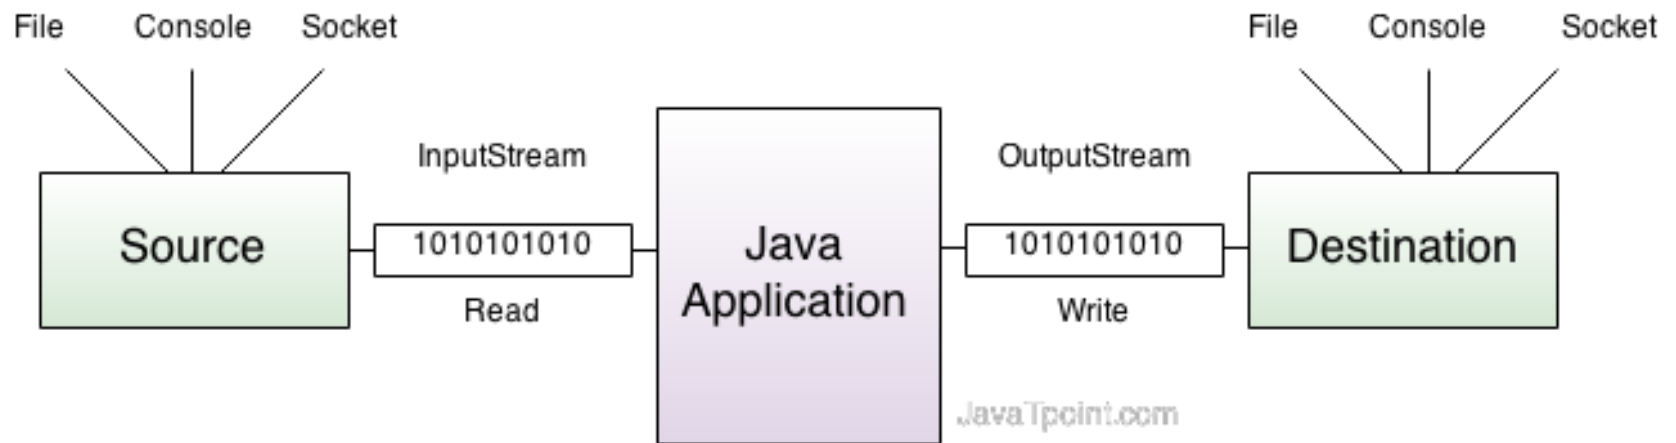 File Console Socket
File Console Socket
InputStream
OutputStream
Source
1010101010
Java
Application
1010101010
Destination
Read
Write
JavaTpoint.com